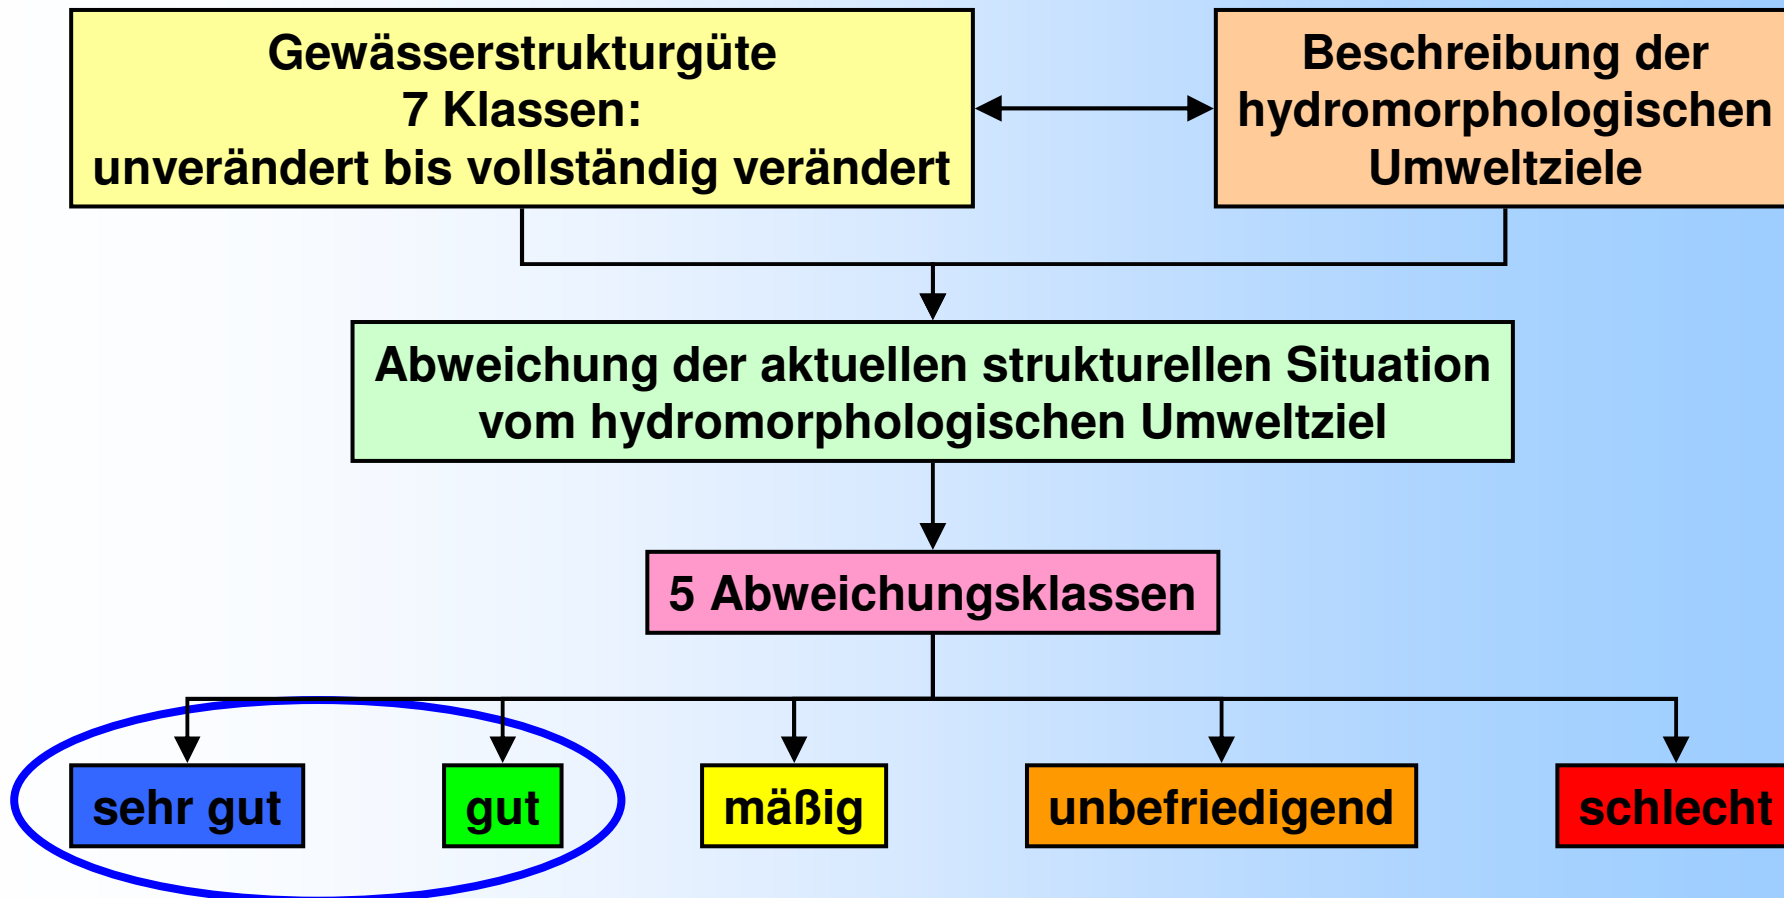 Gewässerstrukturgüte
7 Klassen:
unverändert bis vollständig verändert
Beschreibung der
hydromorphologischen
Umweltziele
Abweichung der aktuellen strukturellen Situation
vom hydromorphologischen Umweltziel
5 Abweichungsklassen
sehr gut
gut
mäßig
unbefriedigend
schlecht